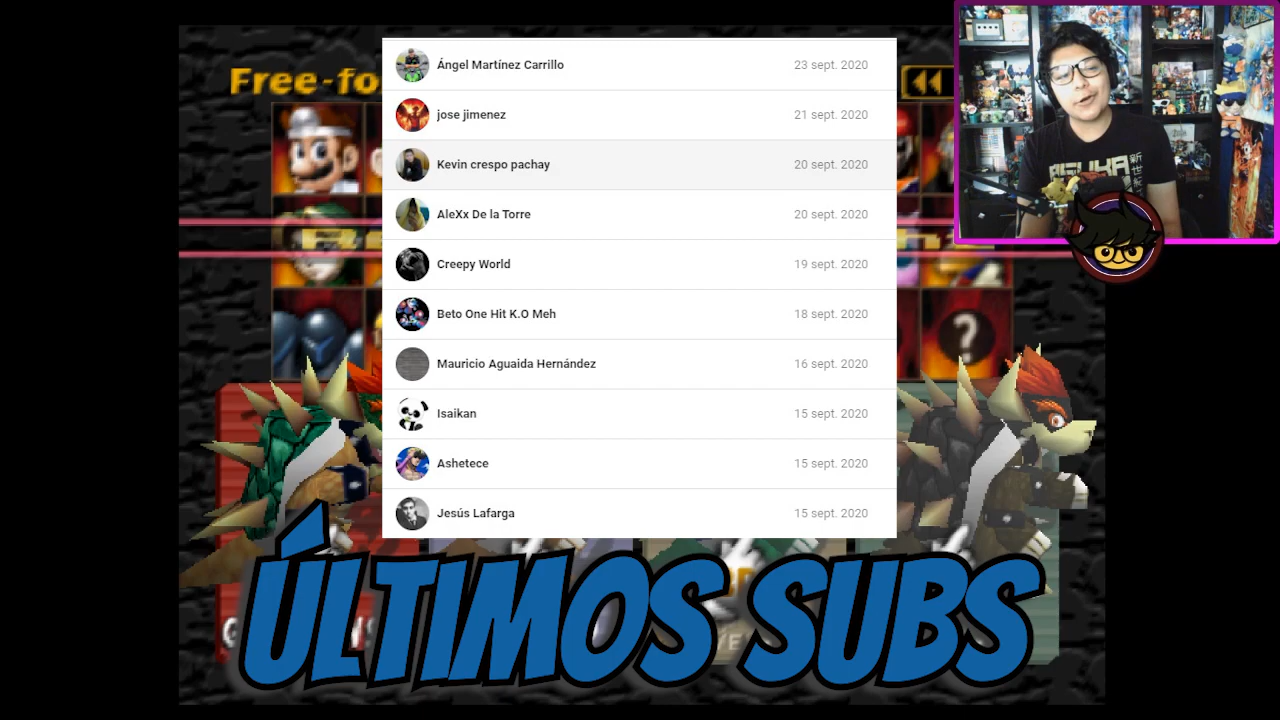 Free-fo
Ángel Martínez Carrillo 23 sept. 2020
jose jimenez 21 sept. 2020
Kevin crespo pachay 20 sept. 2020
AleXx De la Torre 20 sept. 2020
Creepy World 19 sept. 2020
Beto One Hit K.O Meh 18 sept. 2020
Mauricio Aguaida Hernández 16 sept. 2020
Isaikan 15 sept. 2020
Ashetece 15 sept. 2020
Jesús Lafarga 15 sept. 2020
ÚLTIMOS SUBS